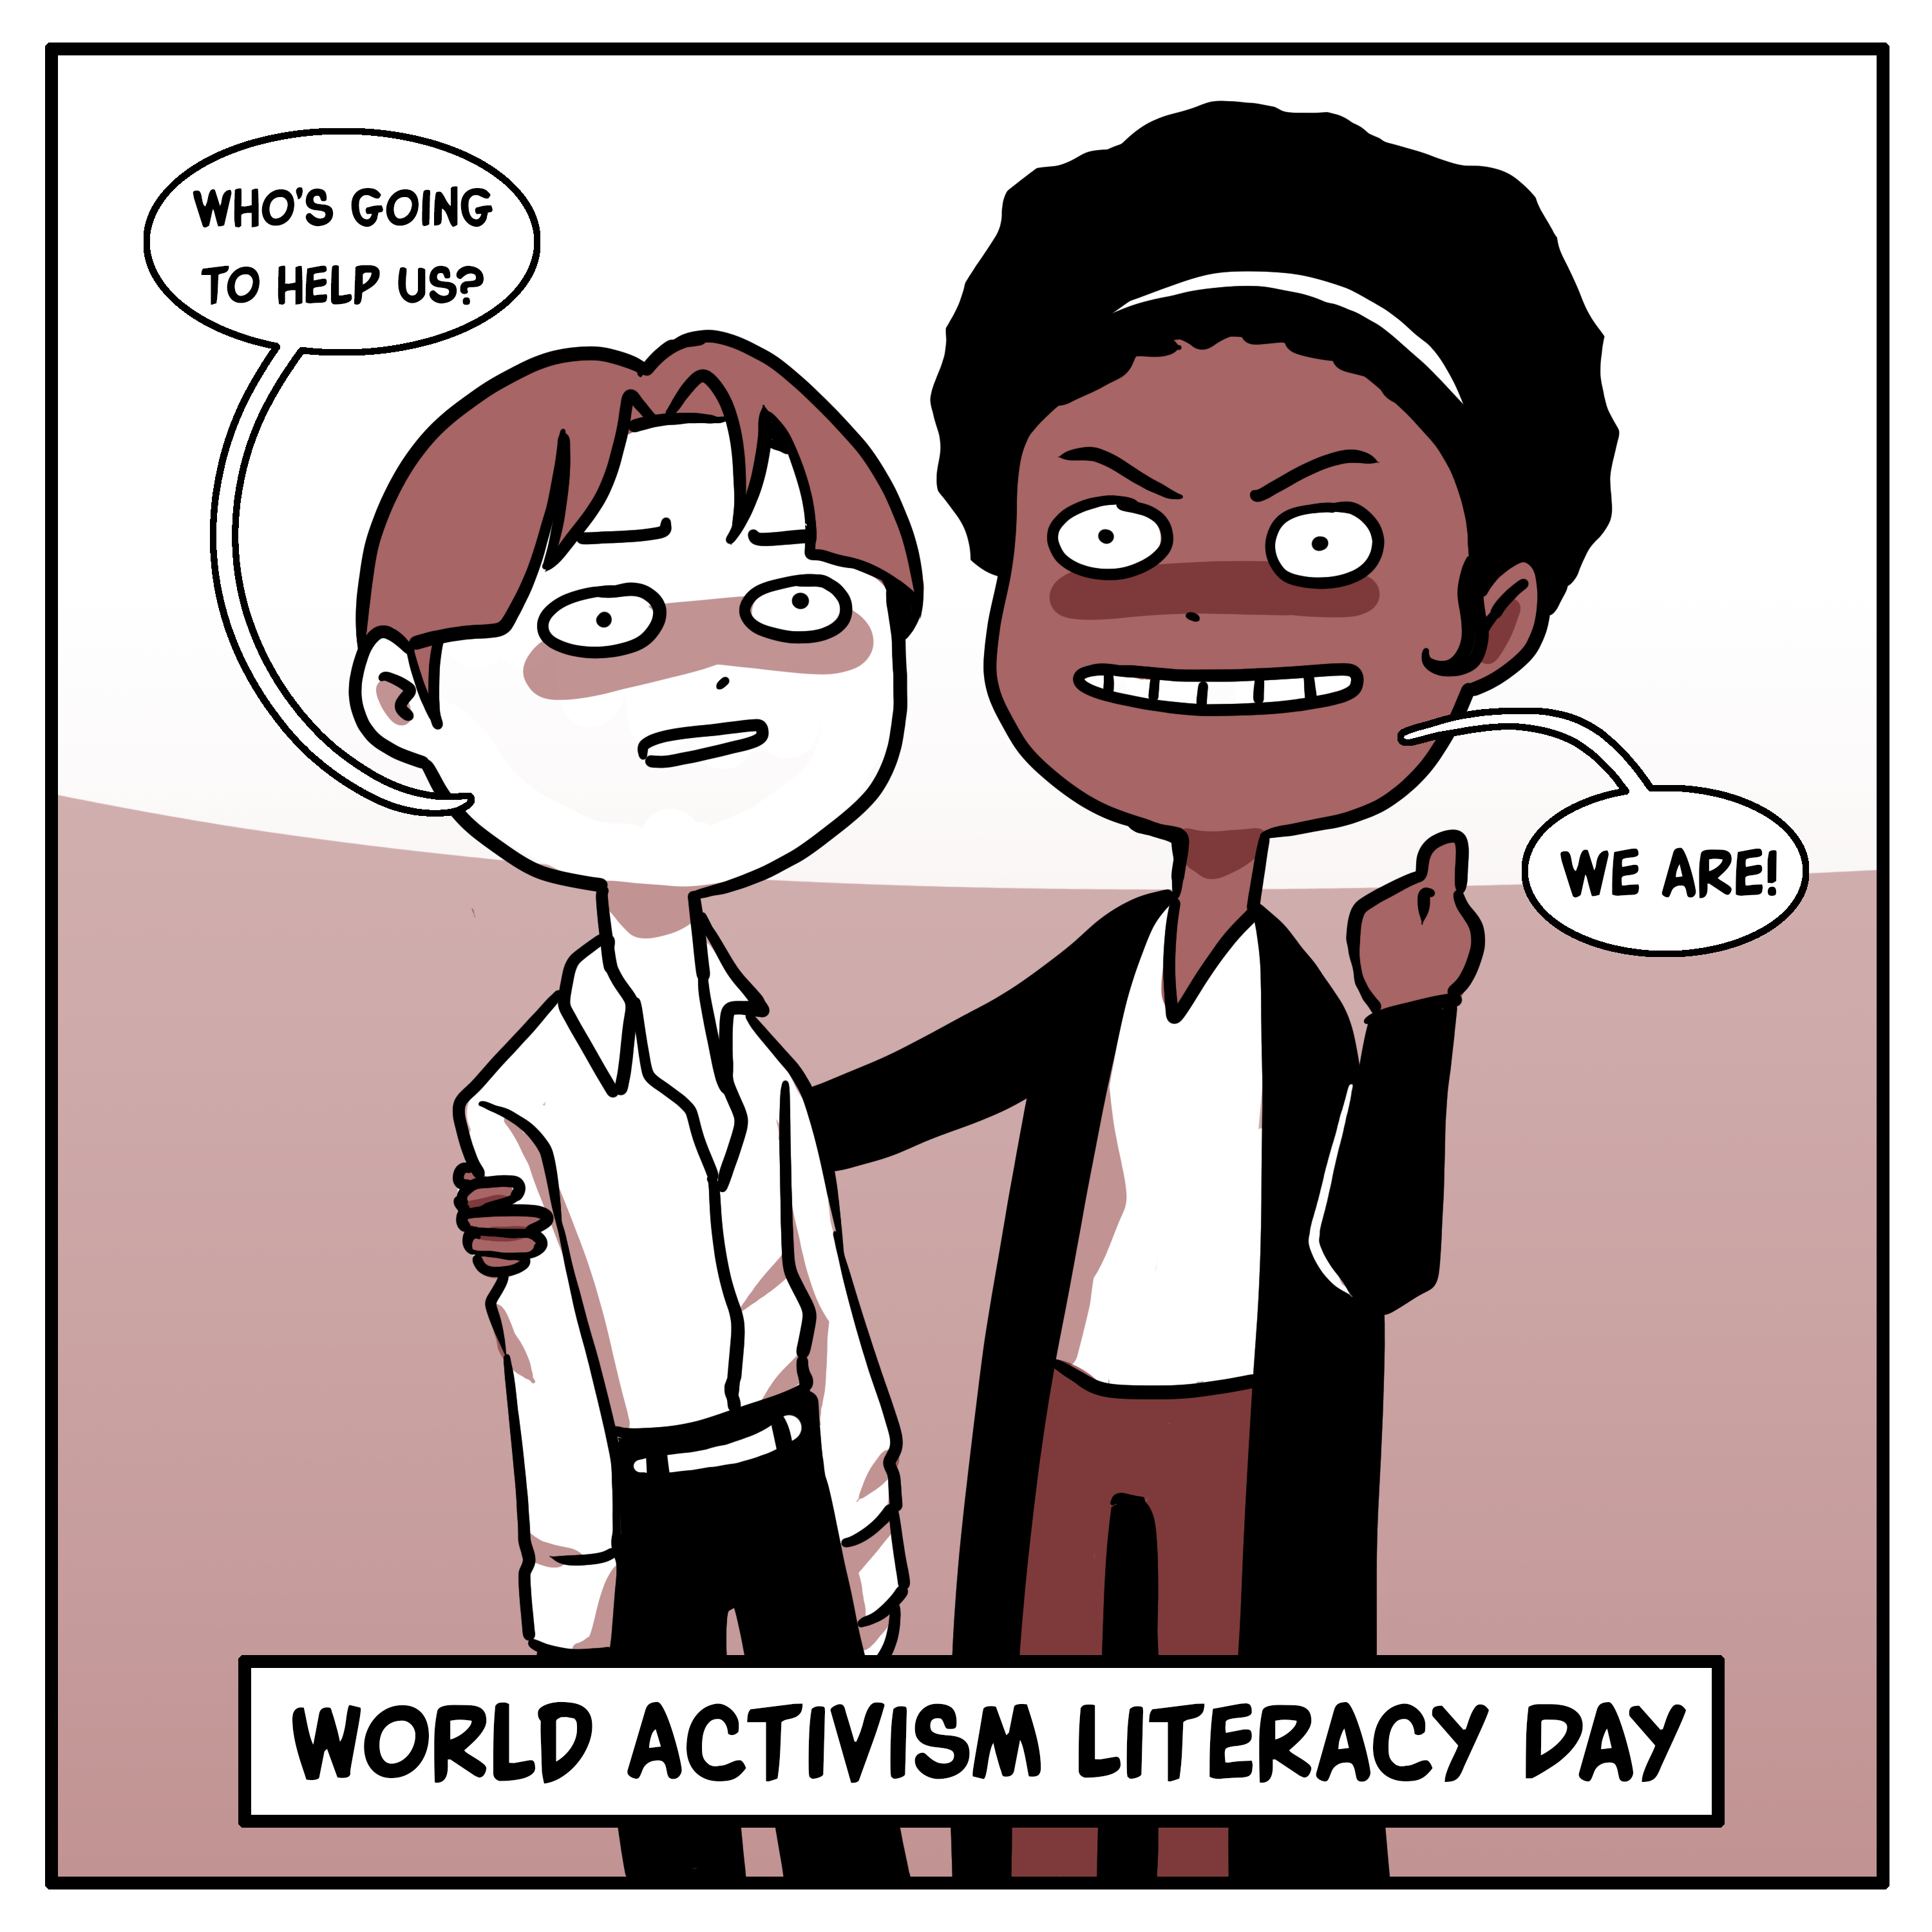 WHO'S GOING
TO HELP US?
WE ARE!
WORLD ACTIVISM LITERACY DAY